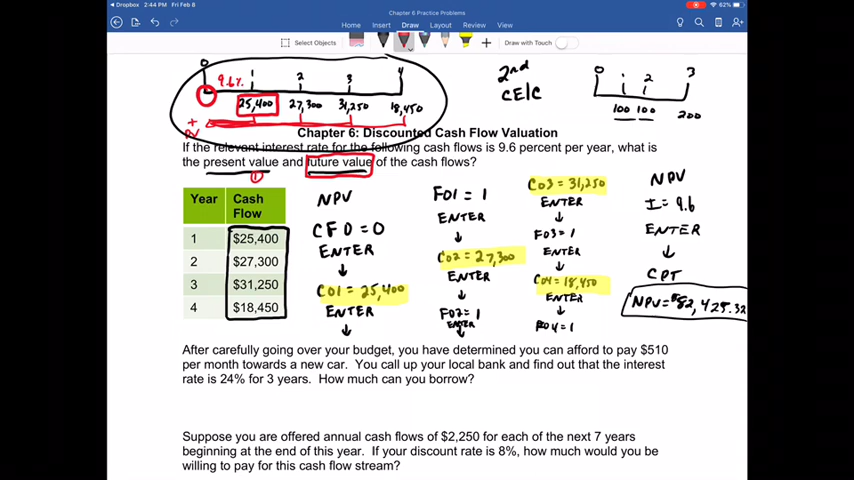 Dropbox 2:44 PM Fri Feb 8
Chapter 6 Practice Problems
62%
Home Insert Draw Layout Review View
Select Objects
Draw with Touch
0 1 2 3 4
9.6%
25,400 27,300 31,250 18,450
PV
2nd
CE|C
0 1 2 3
100 100 200
Chapter 6: Discounted Cash Flow Valuation
If the relevant interest rate for the following cash flows is 9.6 percent per year, what is
the present value and future value of the cash flows?
①
Year Cash Flow
1 $25,400
2 $27,300
3 $31,250
4 $18,450
NPV
CF0 = 0
ENTER
↓
C01 = 25,400
ENTER
↓
F01 = 1
ENTER
↓
C02 = 27,300
ENTER
↓
F02 = 1
ENTER
↓
C03 = 31,250
ENTER
↓
F03 = 1
ENTER
↓
C04 = 18,450
ENTER
↓
F04 = 1
NPV
I = 9.6
ENTER
↓
CPT
NPV = $82,425.32
After carefully going over your budget, you have determined you can afford to pay $510
per month towards a new car. You call up your local bank and find out that the interest
rate is 24% for 3 years. How much can you borrow?
Suppose you are offered annual cash flows of $2,250 for each of the next 7 years
beginning at the end of this year. If your discount rate is 8%, how much would you be
willing to pay for this cash flow stream?